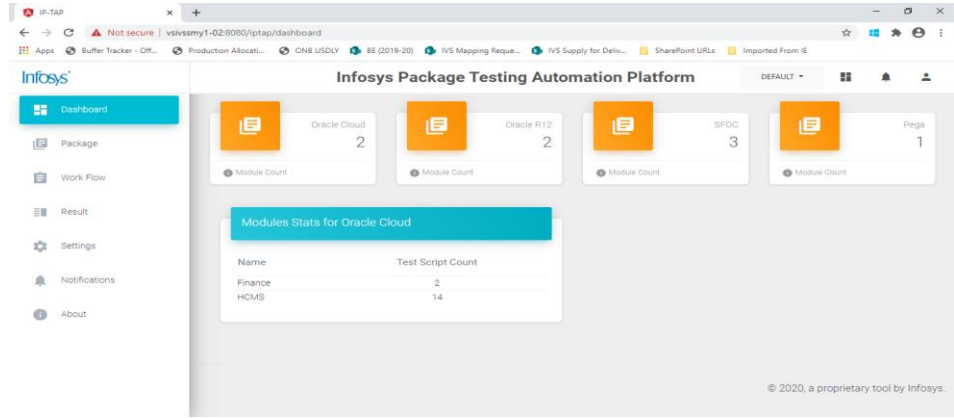 IP-TAP
Not secure | vsivssmy1-02:8080/iptap/dashboard
Apps Buffer Tracker - Off... Production Allocati... ONB USDLY BE (2019-20) IVS Mapping Reque... IVS Supply for Deliv... SharePoint URLs Imported From IE
Infosys
Infosys Package Testing Automation Platform
DEFAULT
Dashboard
Package
Work Flow
Result
Settings
Notifications
About
Oracle Cloud
2
Module Count
Oracle R12
2
Module Count
SFDC
3
Module Count
Pega
1
Module Count
Modules Stats for Oracle Cloud
Name Test Script Count
Finance 2
HCMS 14
© 2020, a proprietary tool by Infosys.